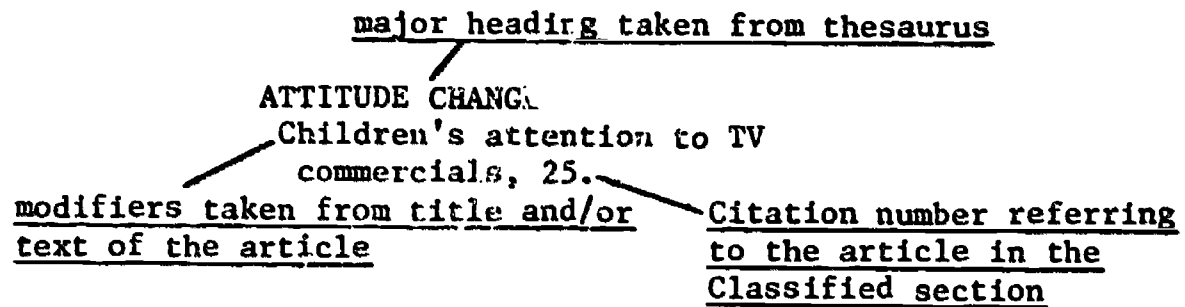 major heading taken from thesaurus
ATTITUDE CHANGE
Children's attention to TV
commercials, 25.
modifiers taken from title and/or
text of the article
Citation number referring
to the article in the
Classified section